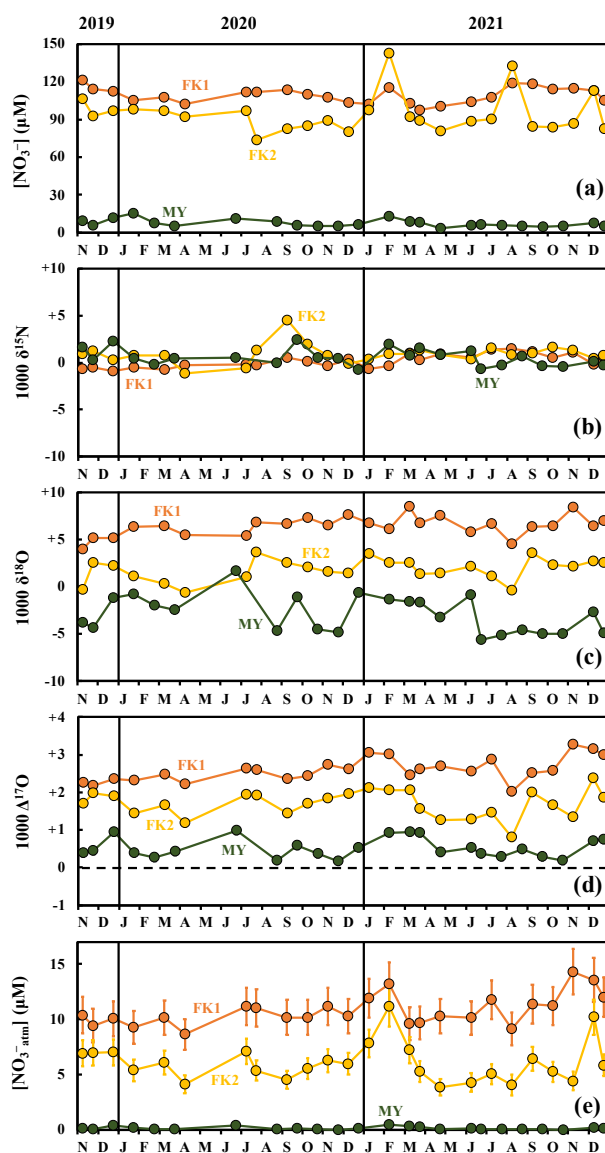 2019 2020 2021
150
120
90
60
30
0
[NO₃⁻] (µM)
FK1
FK2
MY
(a)
N D J F M A M J J A S O N D J F M A M J J A S O N D
+10
+5
0
-5
-10
1000 δ¹⁵N
FK2
FK1
MY
(b)
N D J F M A M J J A S O N D J F M A M J J A S O N D
+10
+5
0
-5
-10
1000 δ¹⁸O
FK1
FK2
MY
(c)
N D J F M A M J J A S O N D J F M A M J J A S O N D
+4
+3
+2
+1
0
-1
1000 Δ¹⁷O
FK1
FK2
MY
(d)
N D J F M A M J J A S O N D J F M A M J J A S O N D
15
10
5
0
[NO₃⁻atm] (µM)
FK1
FK2
MY
(e)
N D J F M A M J J A S O N D J F M A M J J A S O N D